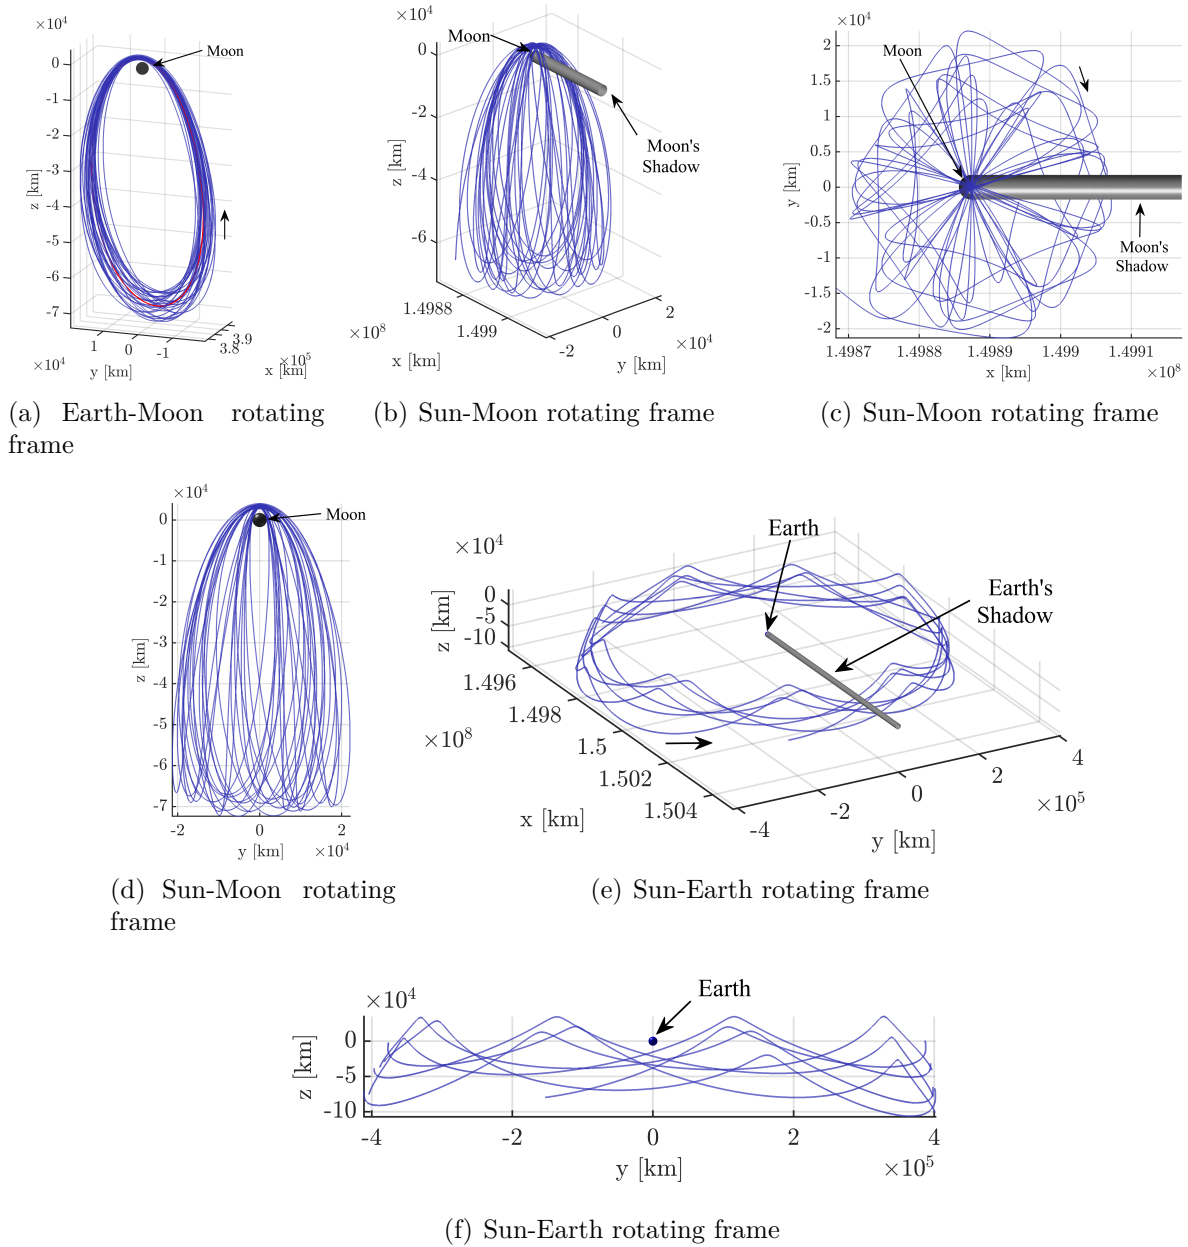 ×10⁴
Moon
0
-1
-2
-3
-4
-5
-6
-7
z [km]
×10⁴
1
0
-1
y [km]
3.9
3.8
×10⁵
x [km]
(a) Earth-Moon rotating
frame
×10⁴
Moon
0
-2
-4
-6
z [km]
Moon's
Shadow
1.4988
1.499
×10⁸
x [km]
-2
0
2
×10⁴
y [km]
(b) Sun-Moon rotating frame
×10⁴
2
1.5
1
0.5
0
-0.5
-1
-1.5
-2
y [km]
Moon
Moon's
Shadow
1.4987
1.4988
1.4989
1.499
1.4991
x [km]
×10⁸
(c) Sun-Moon rotating frame
×10⁴
Moon
0
-1
-2
-3
-4
-5
-6
-7
z [km]
-2
0
2
y [km]
×10⁴
(d) Sun-Moon rotating
frame
×10⁴
Earth
Earth's
Shadow
0
-5
-10
z [km]
1.496
1.498
1.5
1.502
1.504
×10⁸
x [km]
-4
-2
0
2
4
×10⁵
y [km]
(e) Sun-Earth rotating frame
×10⁴
Earth
0
-5
-10
z [km]
-4
-2
0
2
4
y [km]
×10⁵
(f) Sun-Earth rotating frame